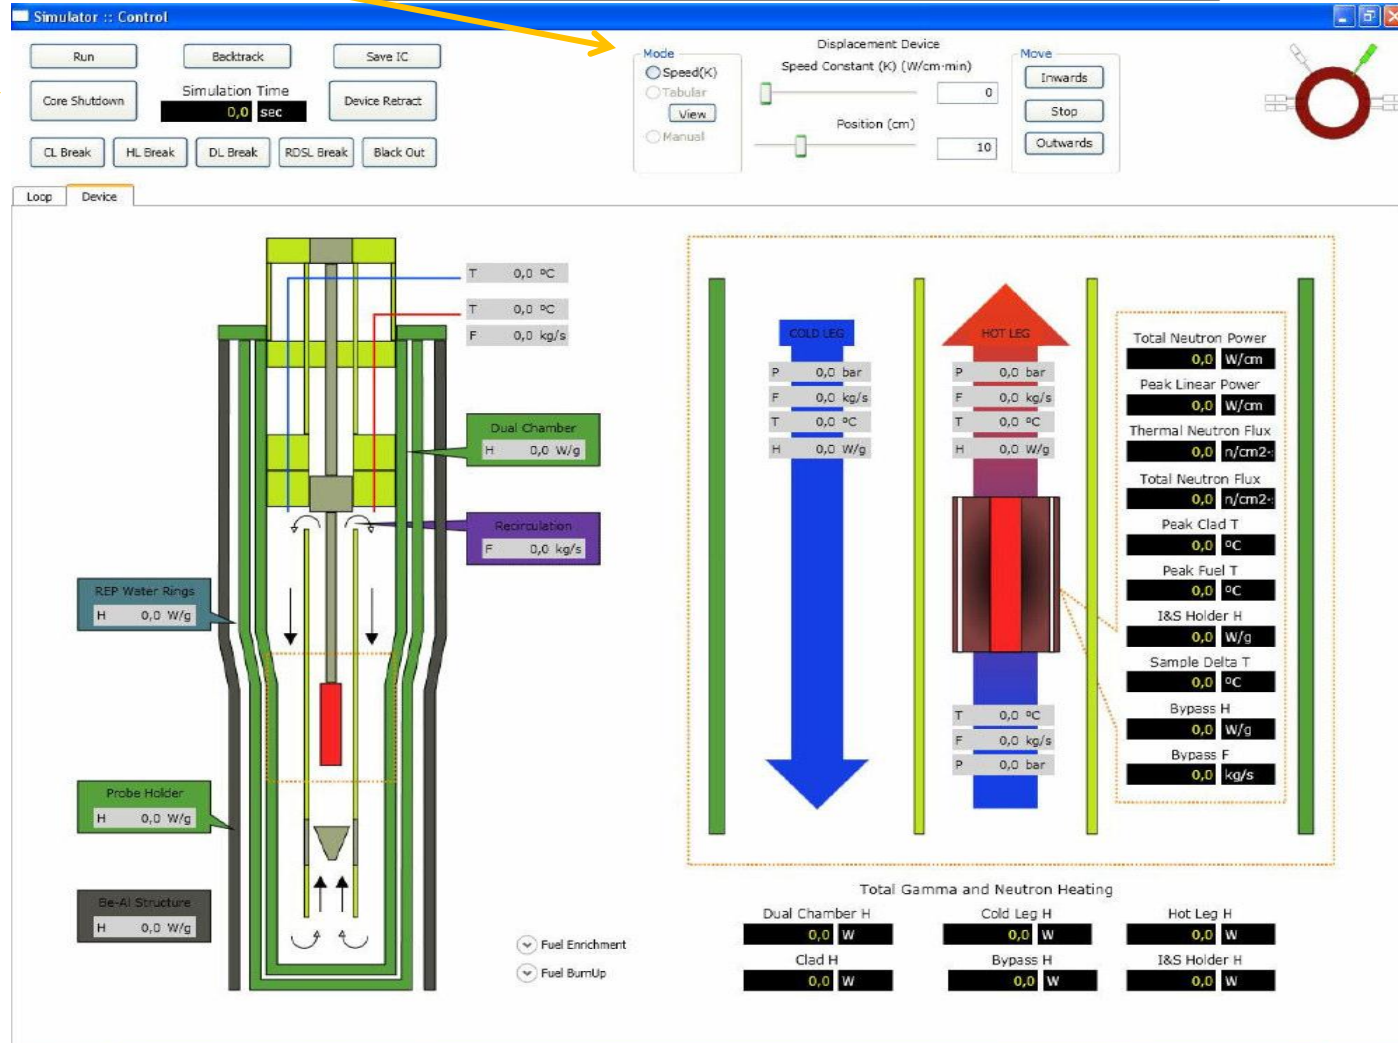 Simulator :: Control
Run
Backtrack
Save IC
Core Shutdown
Simulation Time
0,0 sec
Device Retract
CL Break
HL Break
DL Break
RDSL Break
Black Out
Mode
Speed(K)
Tabular
View
Manual
Displacement Device
Speed Constant (K) (W/cm·min)
0
Position (cm)
10
Move
Inwards
Stop
Outwards
Loop
Device
T 0,0 ºC
T 0,0 ºC
F 0,0 kg/s
Dual Chamber
H 0,0 W/g
Recirculation
F 0,0 kg/s
REP Water Rings
H 0,0 W/g
Probe Holder
H 0,0 W/g
Be-Al Structure
H 0,0 W/g
Fuel Enrichment
Fuel BurnUp
COLD LEG
P 0,0 bar
F 0,0 kg/s
T 0,0 ºC
H 0,0 W/g
HOT LEG
P 0,0 bar
F 0,0 kg/s
T 0,0 ºC
H 0,0 W/g
T 0,0 ºC
F 0,0 kg/s
P 0,0 bar
Total Neutron Power
0,0 W/cm
Peak Linear Power
0,0 W/cm
Thermal Neutron Flux
0,0 n/cm2·
Total Neutron Flux
0,0 n/cm2·
Peak Clad T
0,0 ºC
Peak Fuel T
0,0 ºC
I&S Holder H
0,0 W/g
Sample Delta T
0,0 ºC
Bypass H
0,0 W/g
Bypass F
0,0 kg/s
Total Gamma and Neutron Heating
Dual Chamber H
0,0 W
Cold Leg H
0,0 W
Hot Leg H
0,0 W
Clad H
0,0 W
Bypass H
0,0 W
I&S Holder H
0,0 W